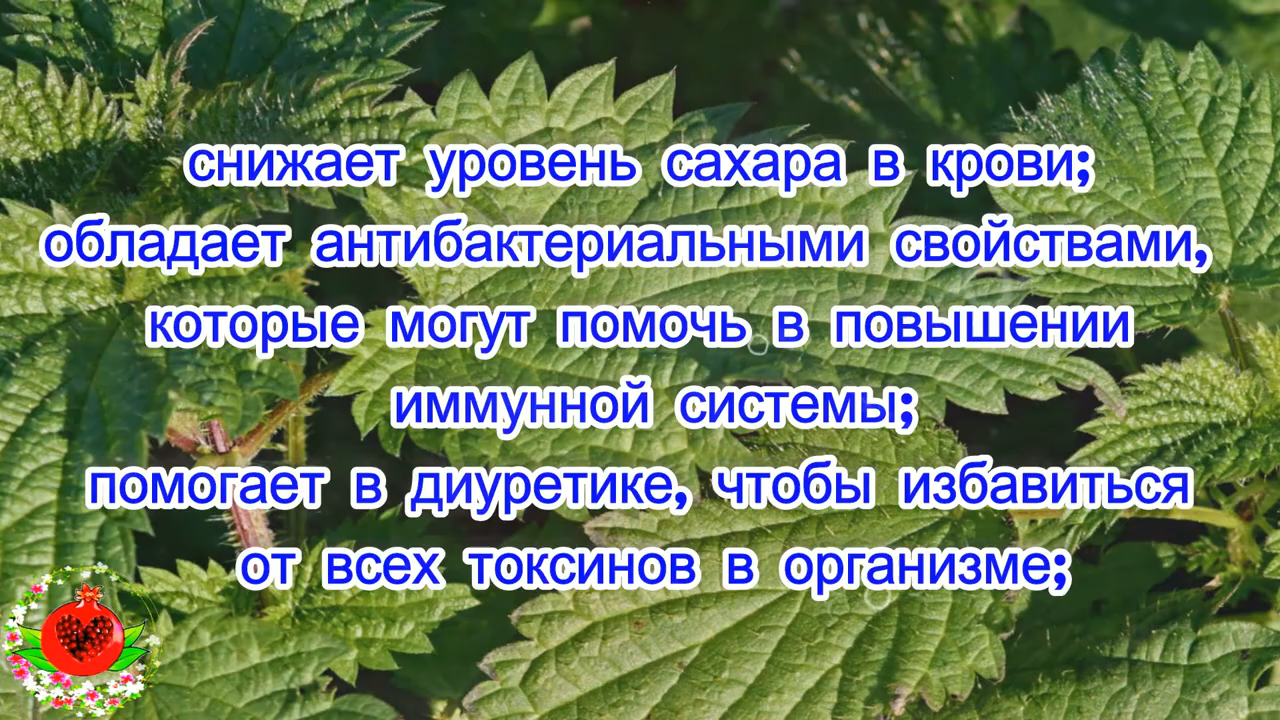 снижает уровень сахара в крови;
обладает антибактериальными свойствами,
которые могут помочь в повышении
иммунной системы;
помогает в диуретике, чтобы избавиться
от всех токсинов в организме;